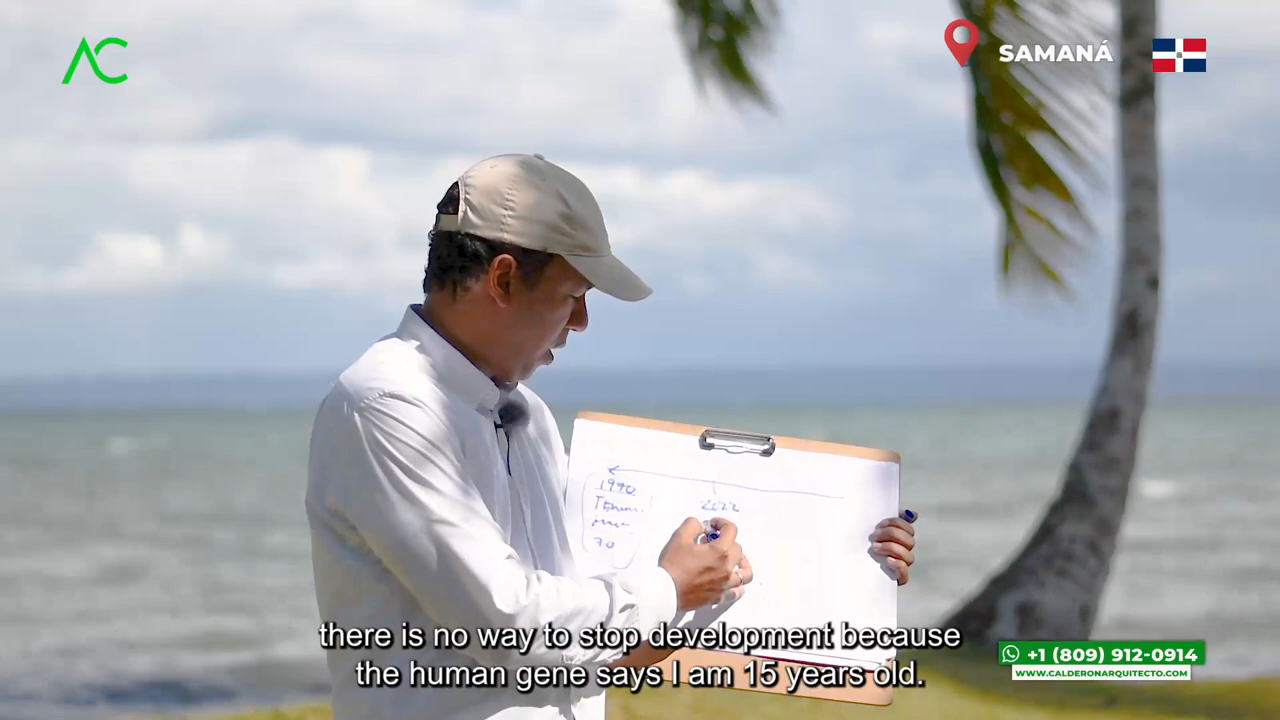 AC
SAMANÁ
1990
2022
70
there is no way to stop development because
the human gene says I am 15 years old.
+1 (809) 912-0914
WWW.CALDERONARQUITECTO.COM